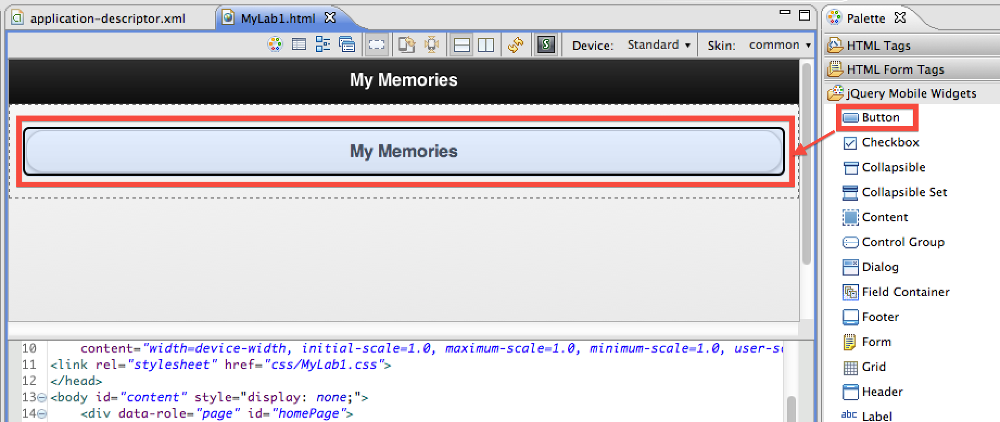 application-descriptor.xml
MyLab1.html
Device: Standard
Skin: common
My Memories
My Memories
10 content="width=device-width, initial-scale=1.0, maximum-scale=1.0, minimum-scale=1.0,
11 <link rel="stylesheet" href="css/MyLab1.css">
12 </head>
13 <body id="content" style="display: none;">
14 <div data-role="page" id="homePage">
Palette
HTML Tags
HTML Form Tags
jQuery Mobile Widgets
Button
Checkbox
Collapsible
Collapsible Set
Content
Control Group
Dialog
Field Container
Footer
Form
Grid
Header
abc Label